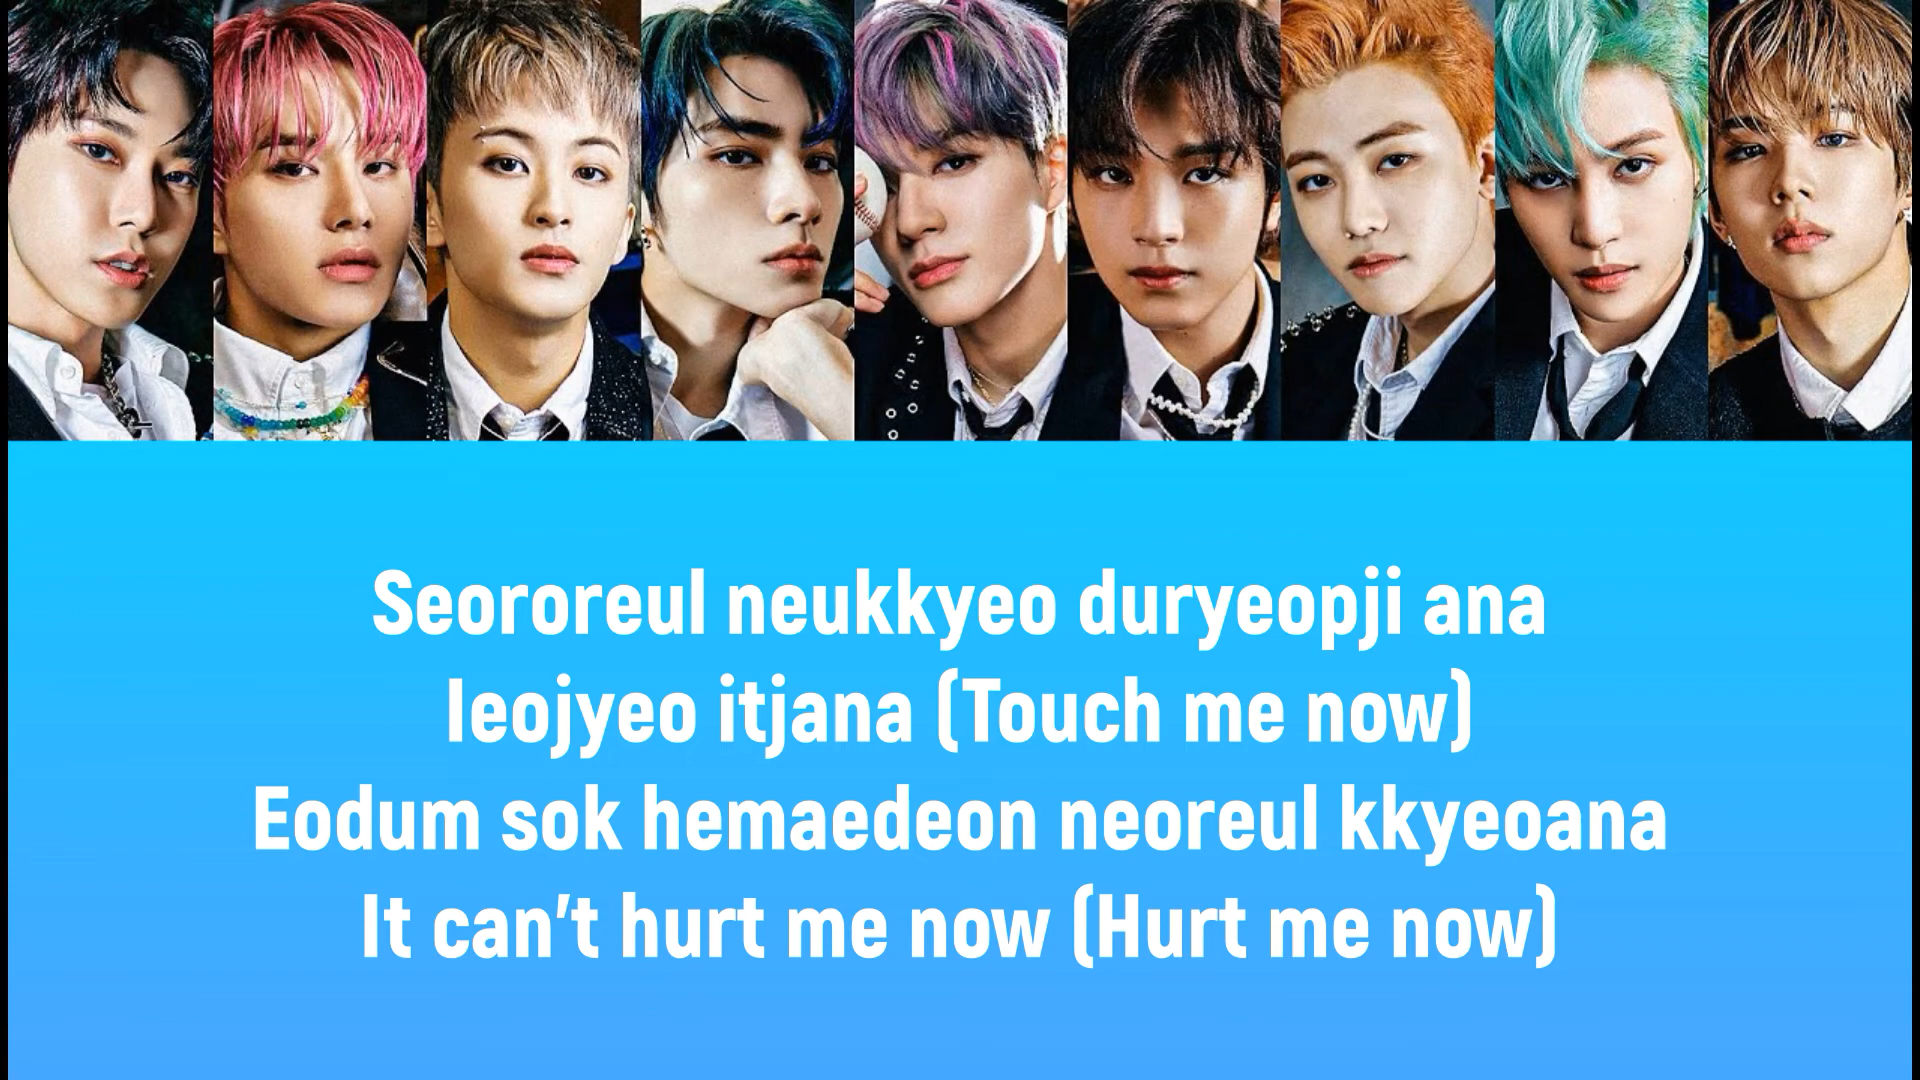 Seororeul neukkyeo duryeopji ana
Ieojyeo itjana (Touch me now)
Eodum sok hemaedeon neoreul kkyeoana
It can't hurt me now (Hurt me now)